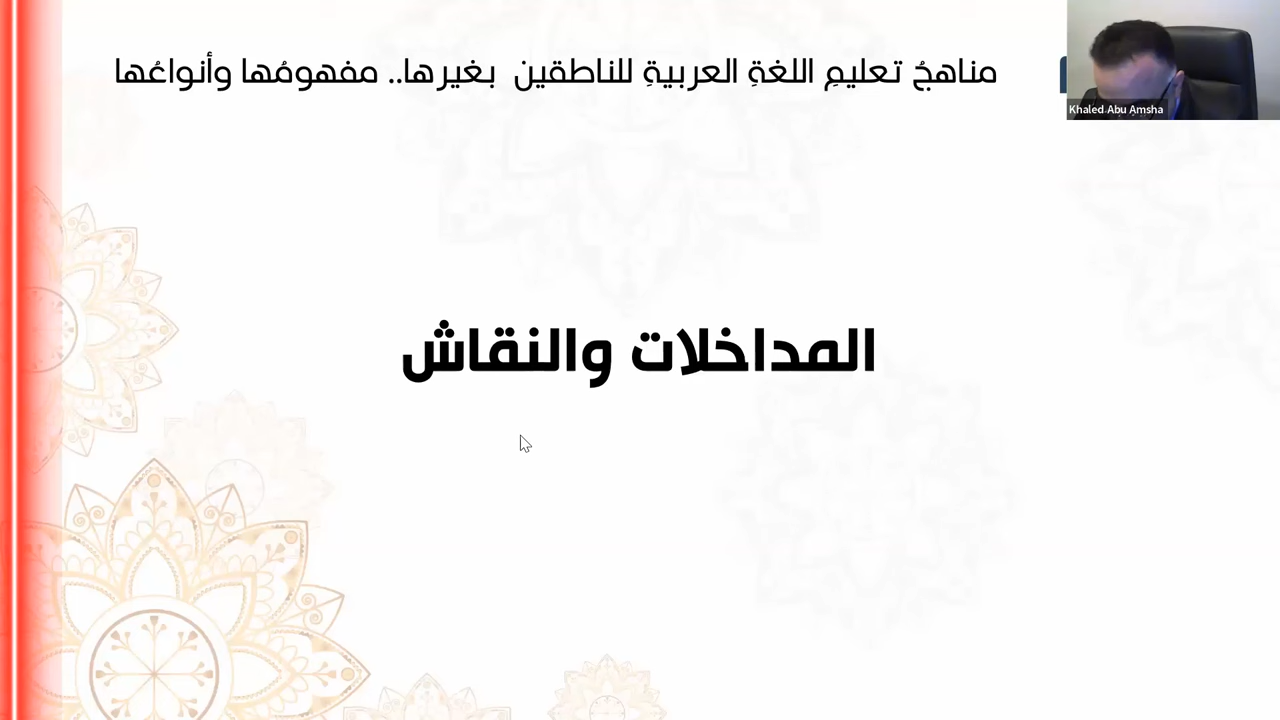 مناهجُ تعليمِ اللغةِ العربيةِ للناطقين بغيرها.. مفهومُها وأنواعُها
Khaled Abu Amsha
المداخلات والنقاش